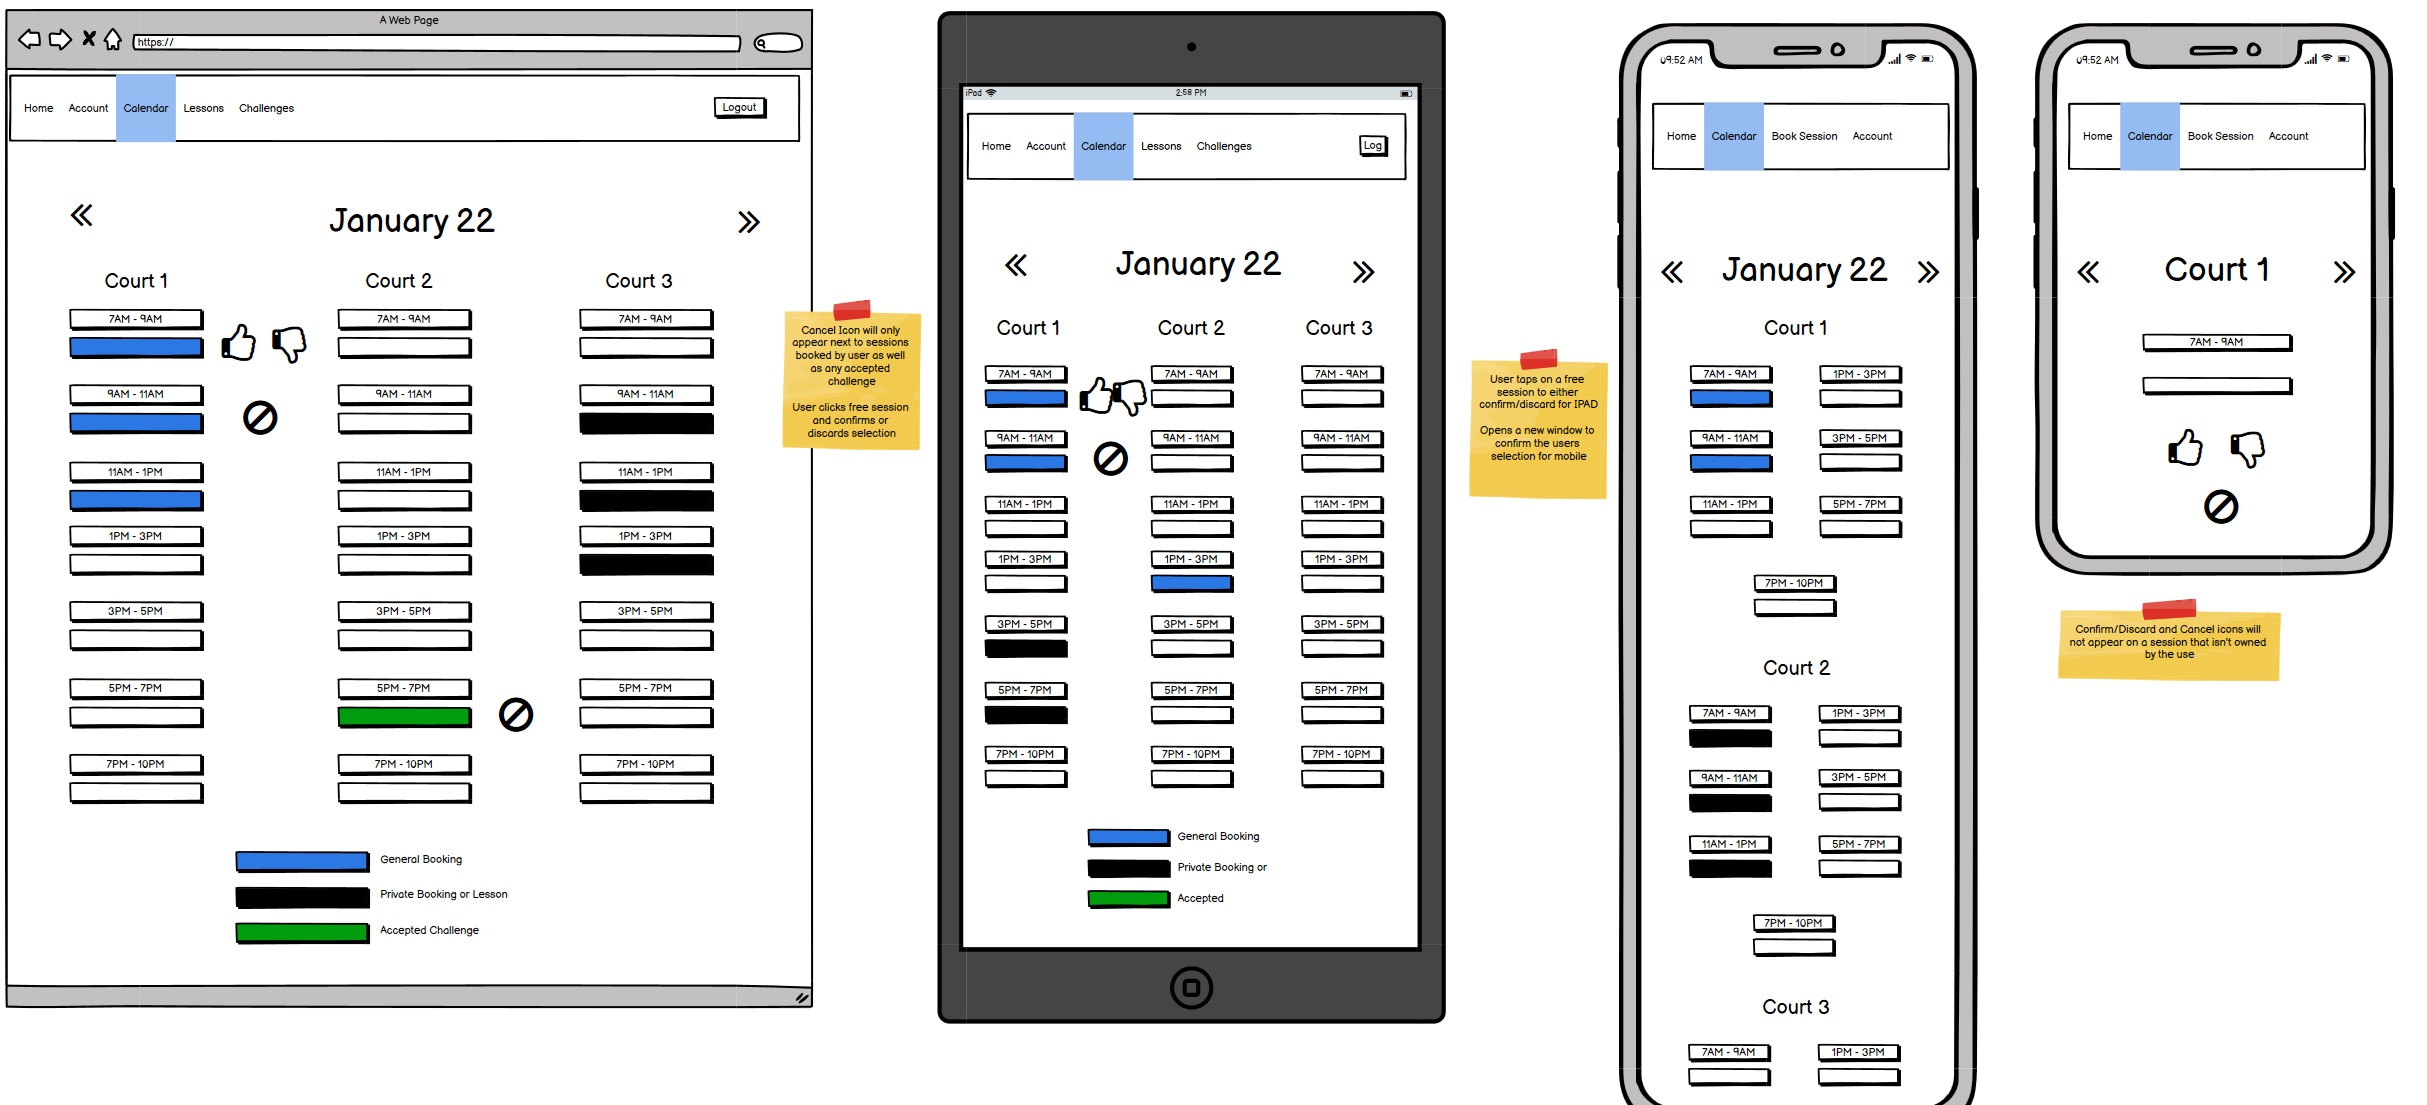 A Web Page
https://
Home Account Calendar Lessons Challenges Logout
January 22
Court 1 Court 2 Court 3
7AM - 9AM 7AM - 9AM 7AM - 9AM
9AM - 11AM 9AM - 11AM 9AM - 11AM
11AM - 1PM 11AM - 1PM 11AM - 1PM
1PM - 3PM 1PM - 3PM 1PM - 3PM
3PM - 5PM 3PM - 5PM 3PM - 5PM
5PM - 7PM 5PM - 7PM 5PM - 7PM
7PM - 10PM 7PM - 10PM 7PM - 10PM
General Booking
Private Booking or Lesson
Accepted Challenge
Cancel Icon will only
appear next to sessions
booked by user as well
as any accepted
challenge
User clicks free session
and confirms or
discards selection
iPad 2:58 PM
Home Account Calendar Lessons Challenges Log
January 22
Court 1 Court 2 Court 3
7AM - 9AM 7AM - 9AM 7AM - 9AM
9AM - 11AM 9AM - 11AM 9AM - 11AM
11AM - 1PM 11AM - 1PM 11AM - 1PM
1PM - 3PM 1PM - 3PM 1PM - 3PM
3PM - 5PM 3PM - 5PM 3PM - 5PM
5PM - 7PM 5PM - 7PM 5PM - 7PM
7PM - 10PM 7PM - 10PM 7PM - 10PM
General Booking
Private Booking or
Accepted
User taps on a free
session to either
confirm/discard for IPAD
Opens a new window to
confirm the users
selection for mobile
09:52 AM
Home Calendar Book Session Account
January 22
Court 1
7AM - 9AM 1PM - 3PM
9AM - 11AM 3PM - 5PM
11AM - 1PM 5PM - 7PM
7PM - 10PM
Court 2
7AM - 9AM 1PM - 3PM
9AM - 11AM 3PM - 5PM
11AM - 1PM 5PM - 7PM
7PM - 10PM
Court 3
7AM - 9AM 1PM - 3PM
09:52 AM
Home Calendar Book Session Account
Court 1
7AM - 9AM
Confirm/Discard and Cancel icons will
not appear on a session that isn't owned
by the use